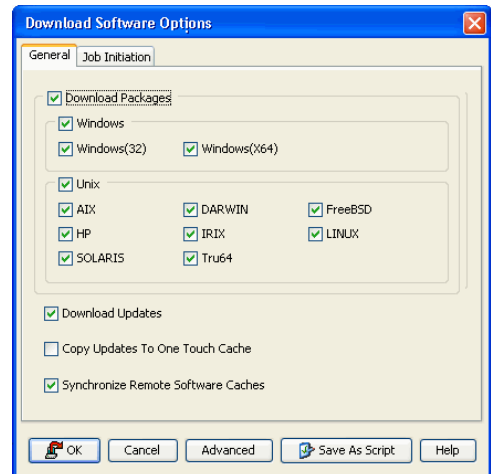 Download Software Options
General Job Initiation
Download Packages
Windows
Windows(32) Windows(X64)
Unix
AIX DARWIN FreeBSD
HP IRIX LINUX
SOLARIS Tru64
Download Updates
Copy Updates To One Touch Cache
Synchronize Remote Software Caches
OK Cancel Advanced Save As Script Help